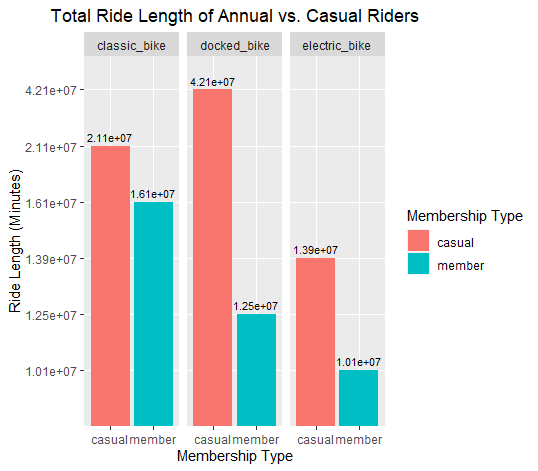 Total Ride Length of Annual vs. Casual Riders
classic_bike docked_bike electric_bike
4.21e+07
2.11e+07
1.61e+07
1.39e+07
1.25e+07
1.01e+07
Ride Length (Minutes)
2.11e+07
1.61e+07
4.21e+07
1.25e+07
1.39e+07
1.01e+07
casual member casual member casual member
Membership Type
Membership Type
casual
member